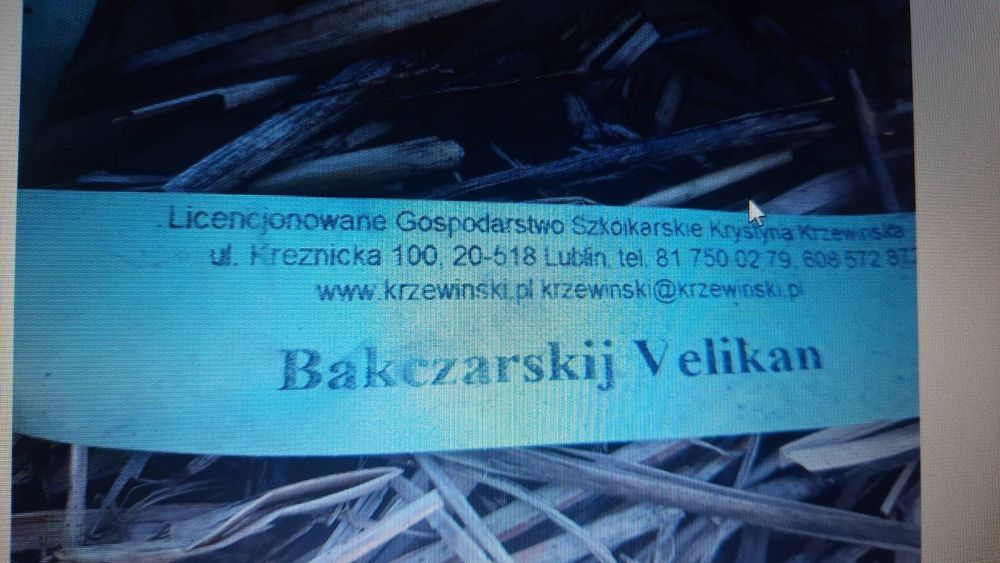 Licencjonowane Gospodarstwo Szkółkarskie Krystyna Krzewińska
ul. Kreznicka 100, 20-518 Lublin, tel. 81 750 02 79, 608 572
www.krzewinski.pl krzewinski@krzewinski.pl
Bakczarskij Velikan